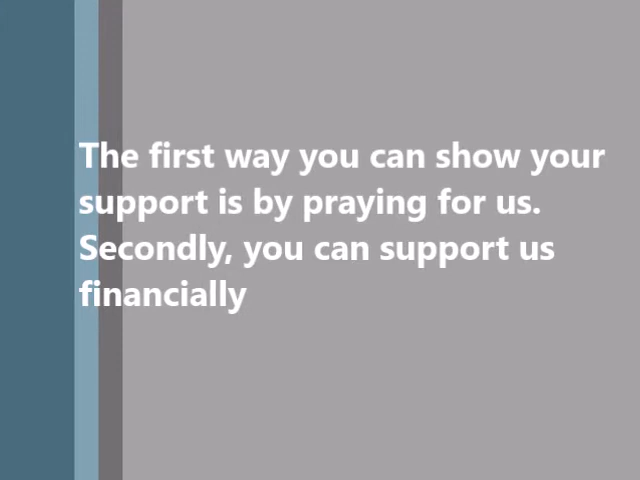 The first way you can show your
support is by praying for us.
Secondly, you can support us
financially